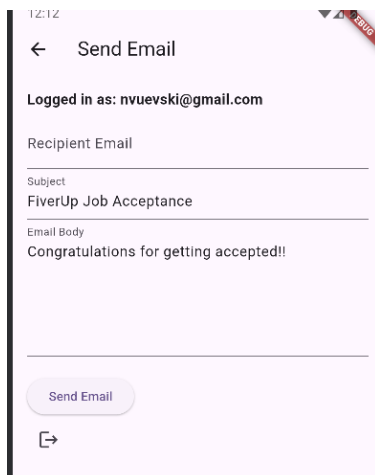 12:12
DEBUG
Send Email
Logged in as: nvuevski@gmail.com
Recipient Email
Subject
FiverUp Job Acceptance
Email Body
Congratulations for getting accepted!!
Send Email